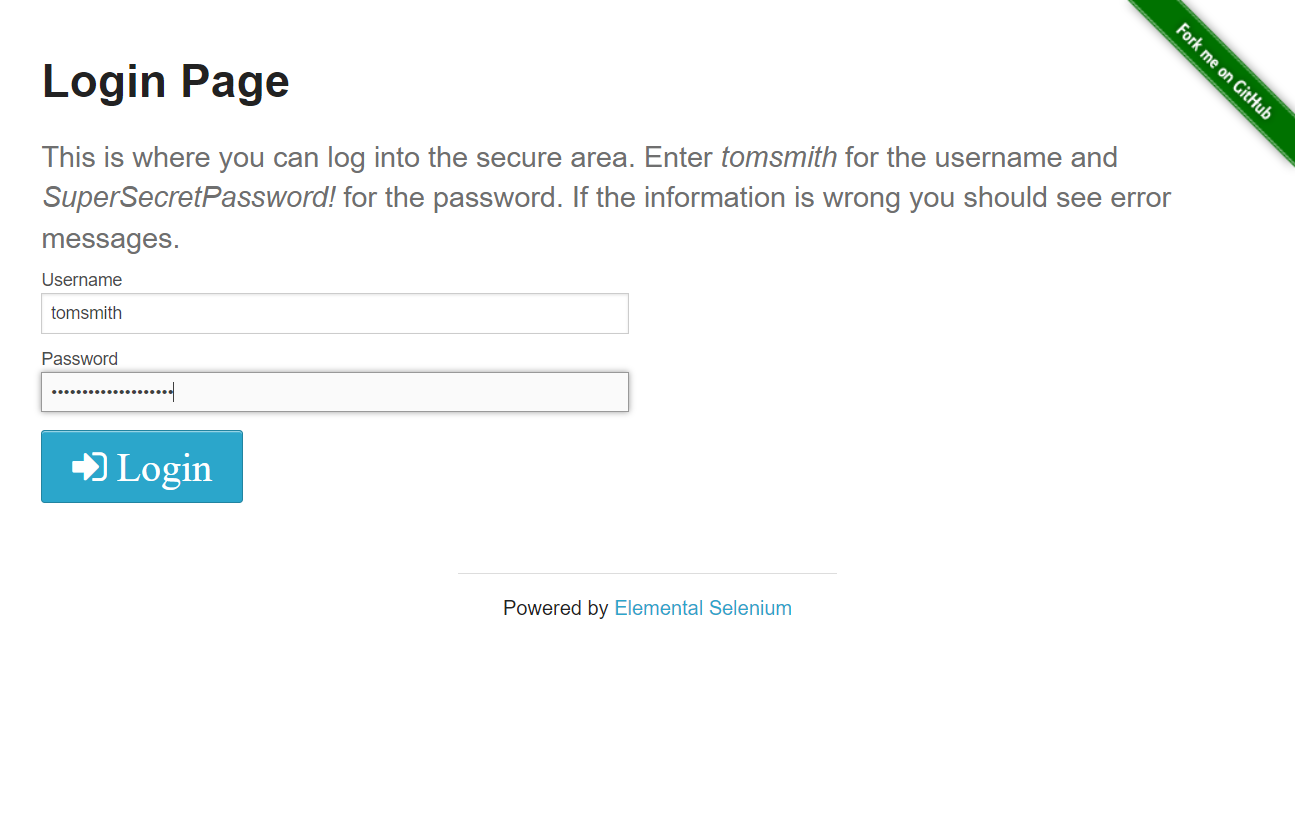 Fork me on GitHub
Login Page
This is where you can log into the secure area. Enter tomsmith for the username and
SuperSecretPassword! for the password. If the information is wrong you should see error
messages.
Username
tomsmith
Password
••••••••••••••••••••
Login
Powered by Elemental Selenium